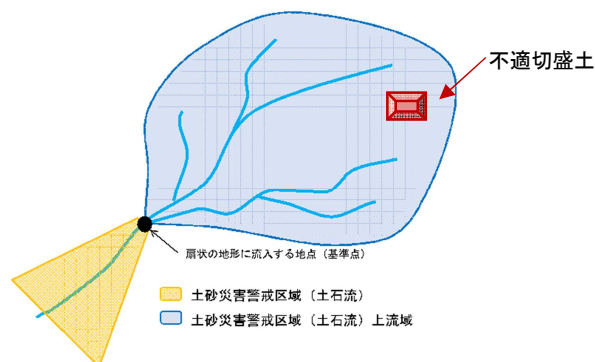 不適切盛土
扇状の地形に流入する地点（基準点）
土砂災害警戒区域（土石流）
土砂災害警戒区域（土石流）上流域